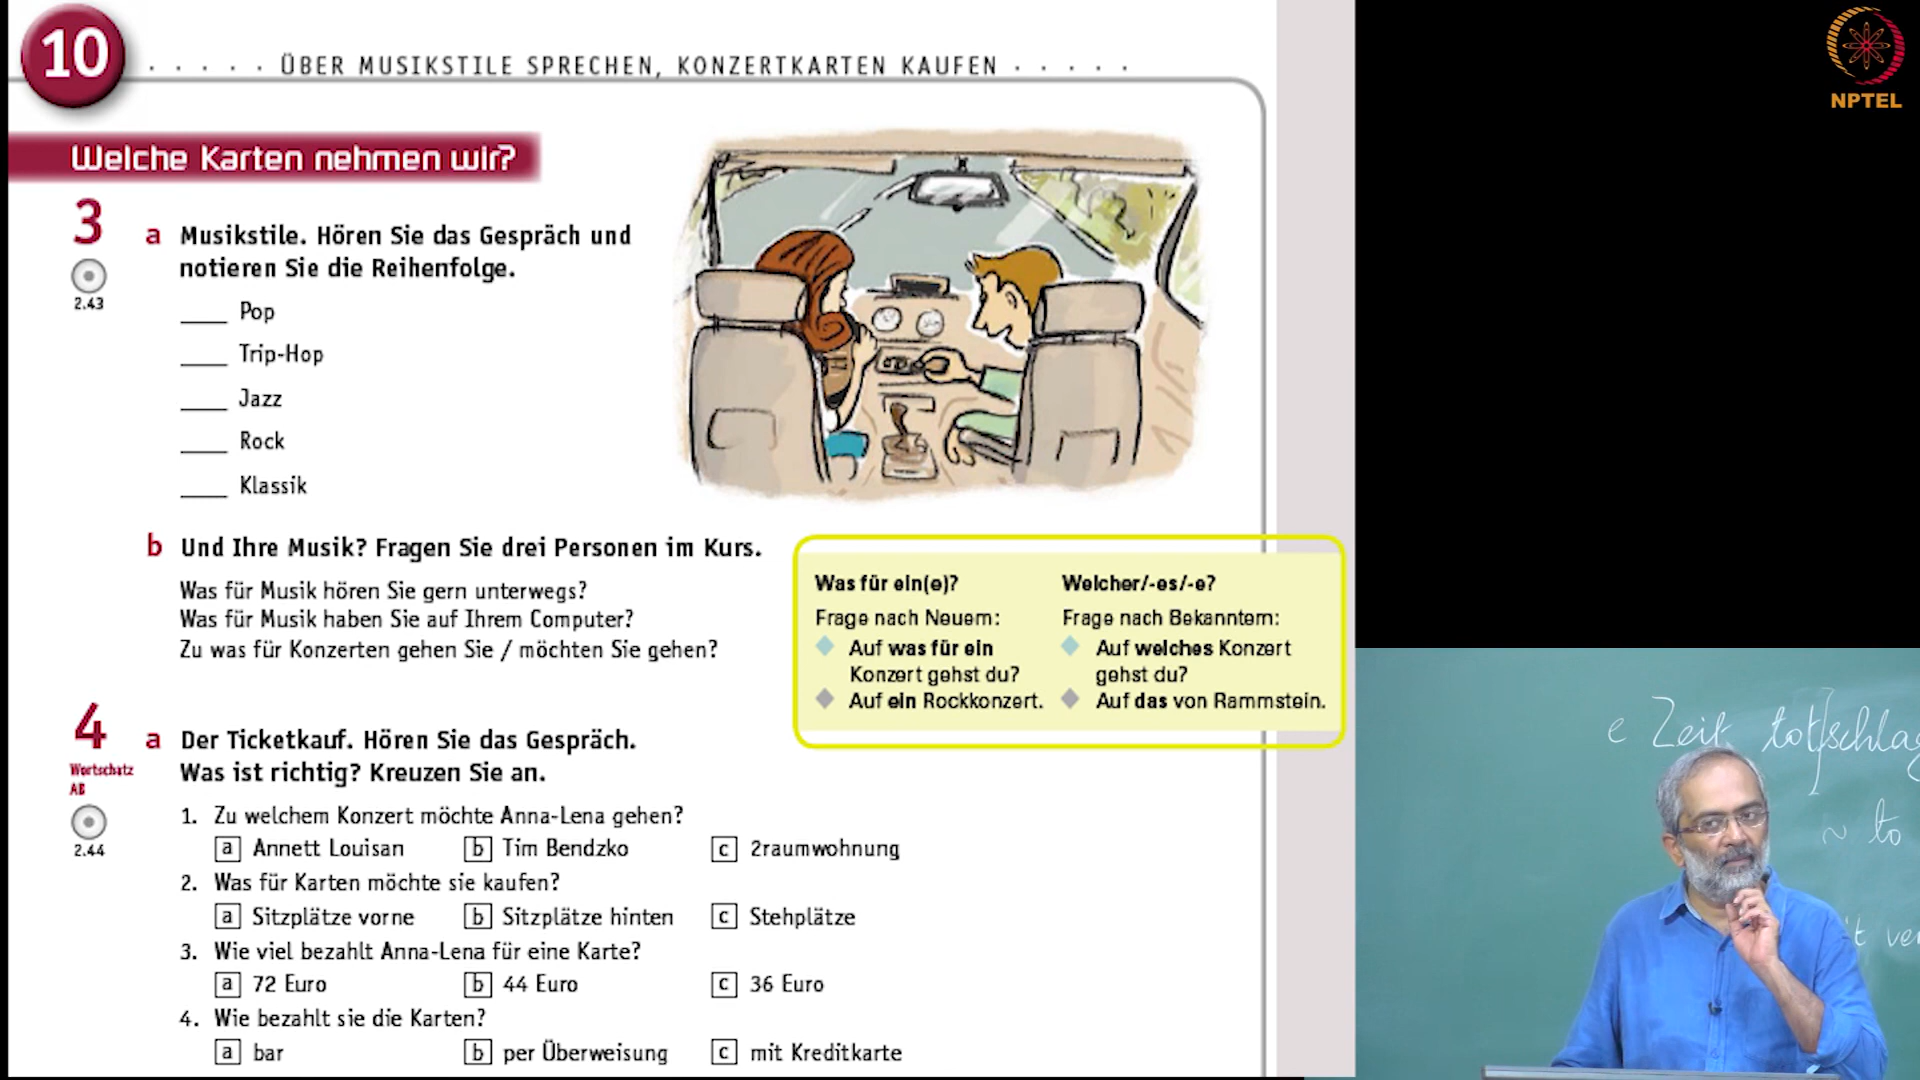 10
ÜBER MUSIKSTILE SPRECHEN, KONZERTKARTEN KAUFEN
Welche Karten nehmen wir?
3
2.43
a Musikstile. Hören Sie das Gespräch und
notieren Sie die Reihenfolge.
____ Pop
____ Trip-Hop
____ Jazz
____ Rock
____ Klassik
b Und Ihre Musik? Fragen Sie drei Personen im Kurs.
Was für Musik hören Sie gern unterwegs?
Was für Musik haben Sie auf Ihrem Computer?
Zu was für Konzerten gehen Sie / möchten Sie gehen?
Was für ein(e)?
Frage nach Neuem:
Auf was für ein
Konzert gehst du?
Auf ein Rockkonzert.
Welcher/-es/-e?
Frage nach Bekanntem:
Auf welches Konzert
gehst du?
Auf das von Rammstein.
4
Wortschatz
AB
2.44
a Der Ticketkauf. Hören Sie das Gespräch.
Was ist richtig? Kreuzen Sie an.
1. Zu welchem Konzert möchte Anna-Lena gehen?
a Annett Louisan b Tim Bendzko c 2raumwohnung
2. Was für Karten möchte sie kaufen?
a Sitzplätze vorne b Sitzplätze hinten c Stehplätze
3. Wie viel bezahlt Anna-Lena für eine Karte?
a 72 Euro b 44 Euro c 36 Euro
4. Wie bezahlt sie die Karten?
a bar b per Überweisung c mit Kreditkarte
NPTEL
e Zeit tot|schlag
~ to